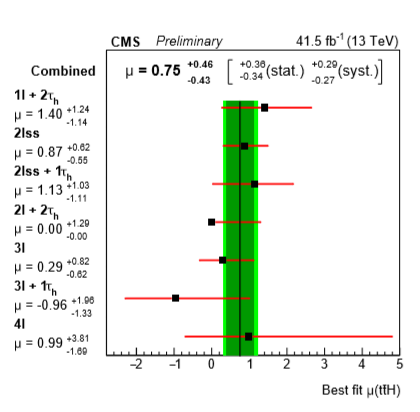 CMS Preliminary 41.5 fb⁻¹ (13 TeV)
Combined μ = 0.75 +0.46 -0.43 [ +0.36 -0.34 (stat.) +0.29 -0.27 (syst.) ]
1l + 2τh
μ = 1.40 +1.24 -1.14
2lss
μ = 0.87 +0.62 -0.55
2lss + 1τh
μ = 1.13 +1.03 -1.11
2l + 2τh
μ = 0.00 +1.29 -0.00
3l
μ = 0.29 +0.82 -0.62
3l + 1τh
μ = -0.96 +1.96 -1.33
4l
μ = 0.99 +3.81 -1.69
−2 −1 0 1 2 3 4 5
Best fit μ(tt̄H)